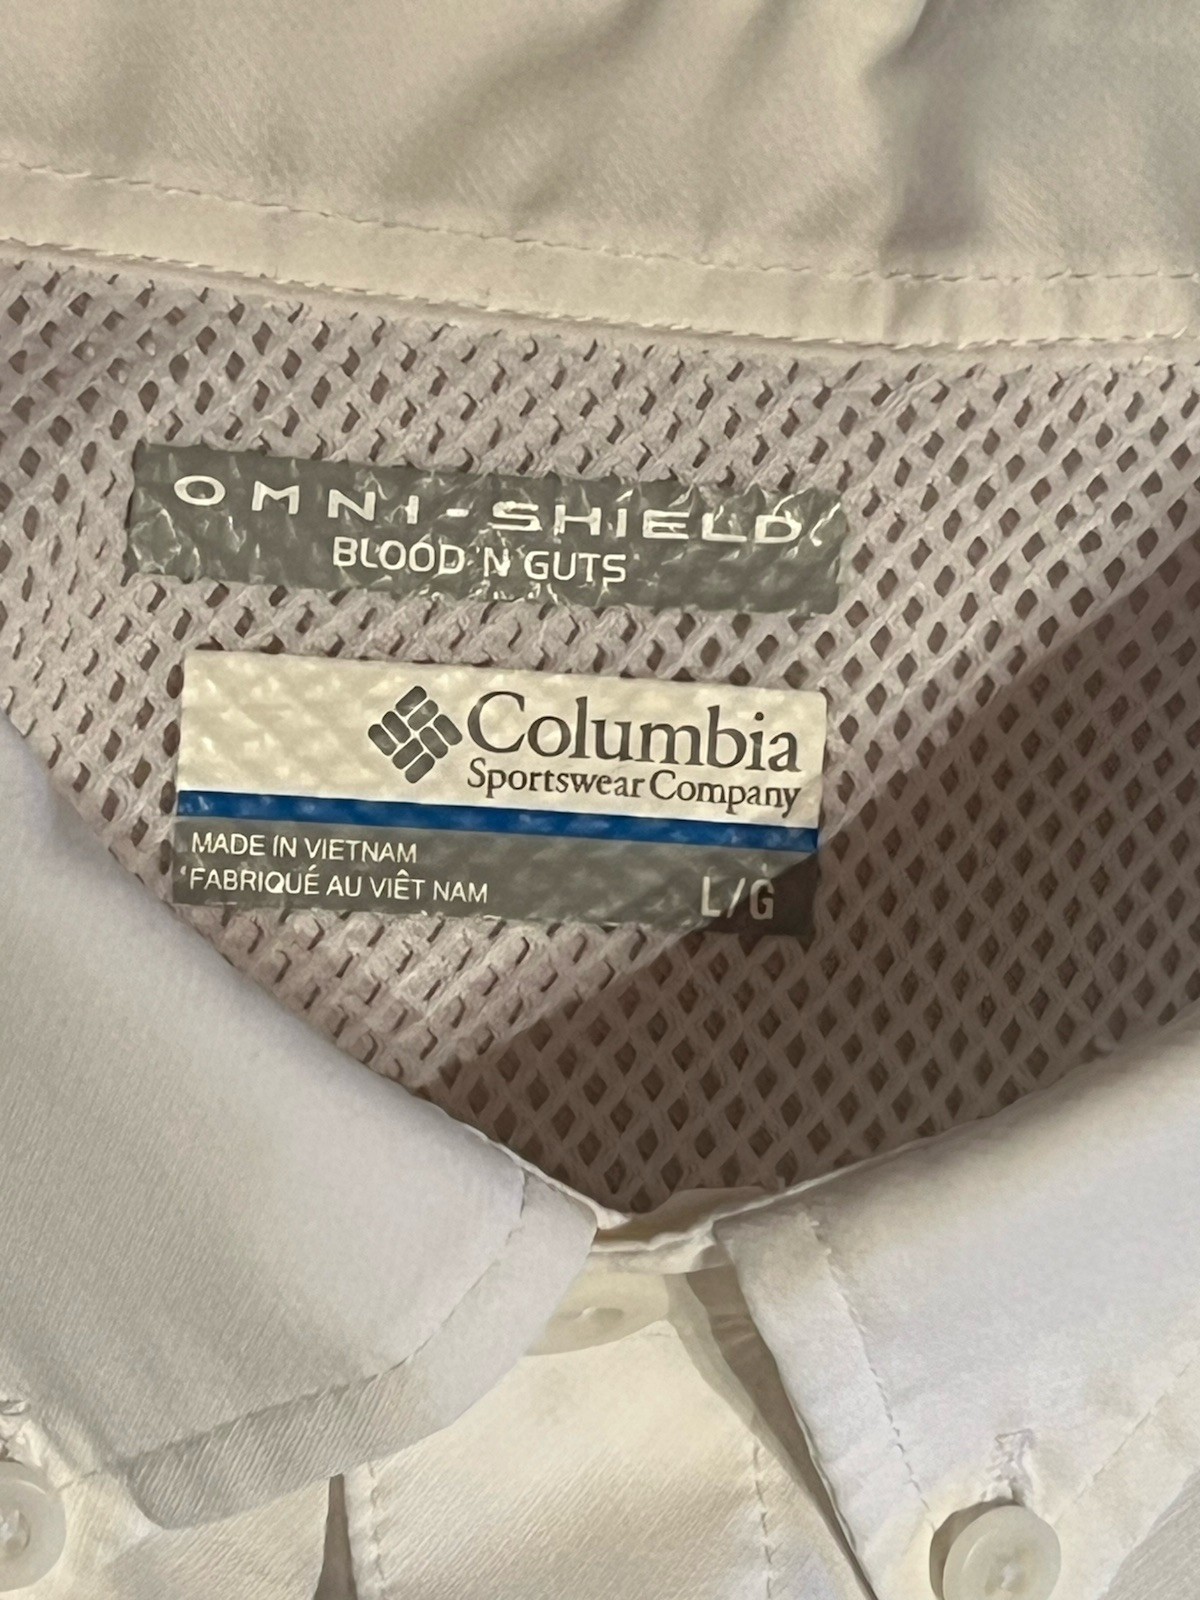 OMNI-SHIELD
BLOOD 'N GUTS
Columbia
Sportswear Company
MADE IN VIETNAM
FABRIQUÉ AU VIÊT NAM
L/G